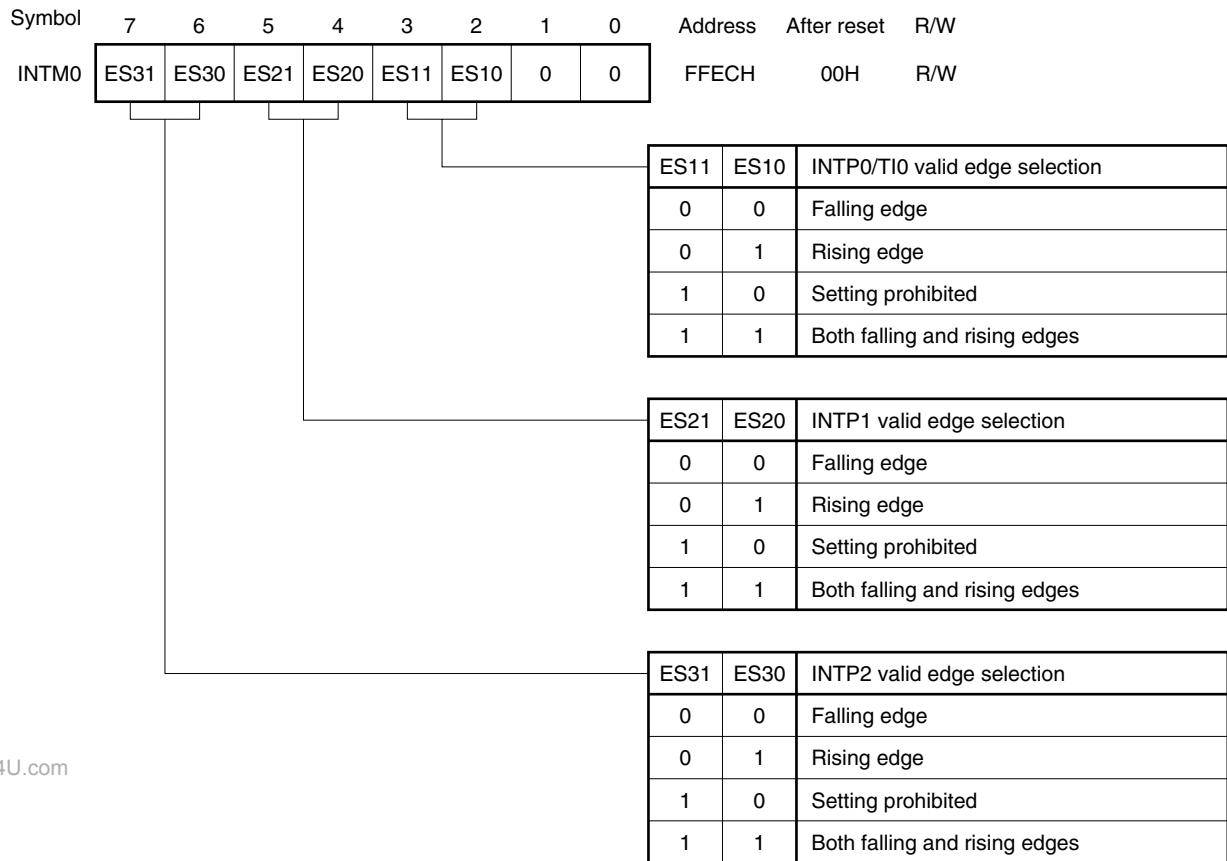 Symbol 7 6 5 4 3 2 1 0 Address After reset R/W
INTM0 ES31 ES30 ES21 ES20 ES11 ES10 0 0 FFECH 00H R/W
ES11 ES10 INTP0/TI0 valid edge selection
0 0 Falling edge
0 1 Rising edge
1 0 Setting prohibited
1 1 Both falling and rising edges
ES21 ES20 INTP1 valid edge selection
0 0 Falling edge
0 1 Rising edge
1 0 Setting prohibited
1 1 Both falling and rising edges
ES31 ES30 INTP2 valid edge selection
0 0 Falling edge
0 1 Rising edge
4U.com
1 0 Setting prohibited
1 1 Both falling and rising edges